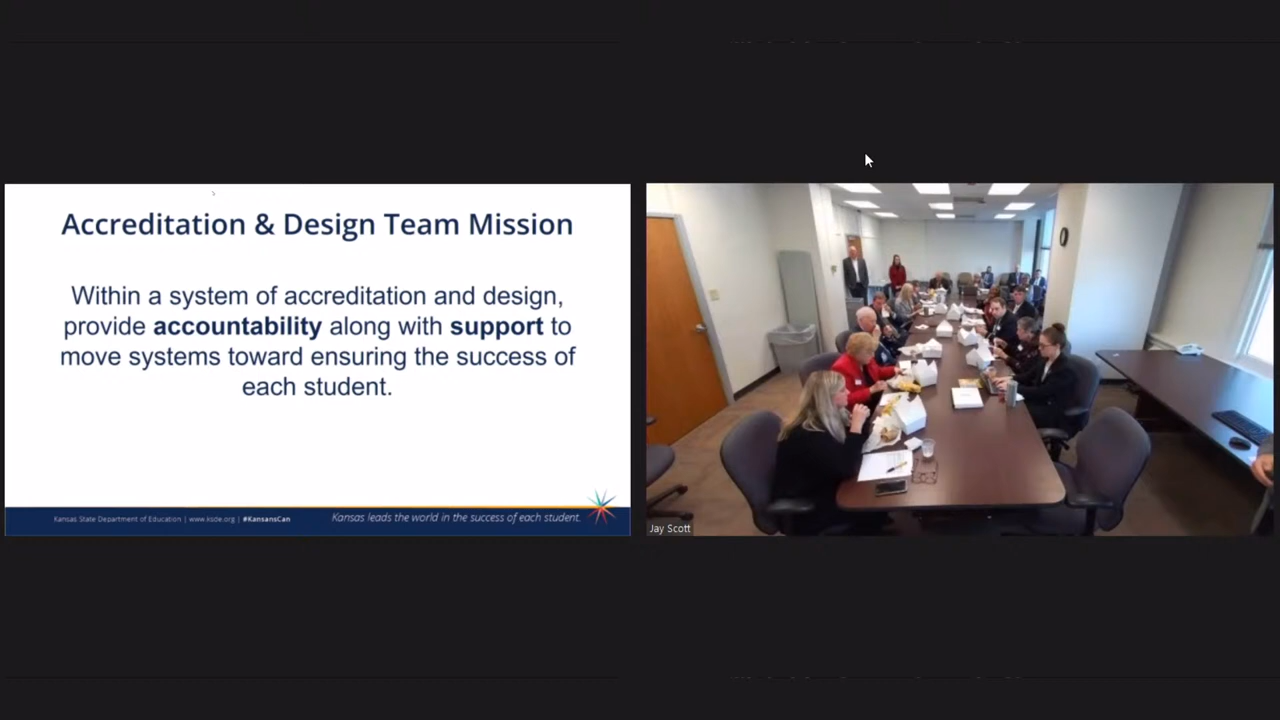 Accreditation & Design Team Mission
Within a system of accreditation and design,
provide accountability along with support to
move systems toward ensuring the success of
each student.
Kansas State Department of Education | www.ksde.org | #KansansCan
Kansas leads the world in the success of each student.
Jay Scott